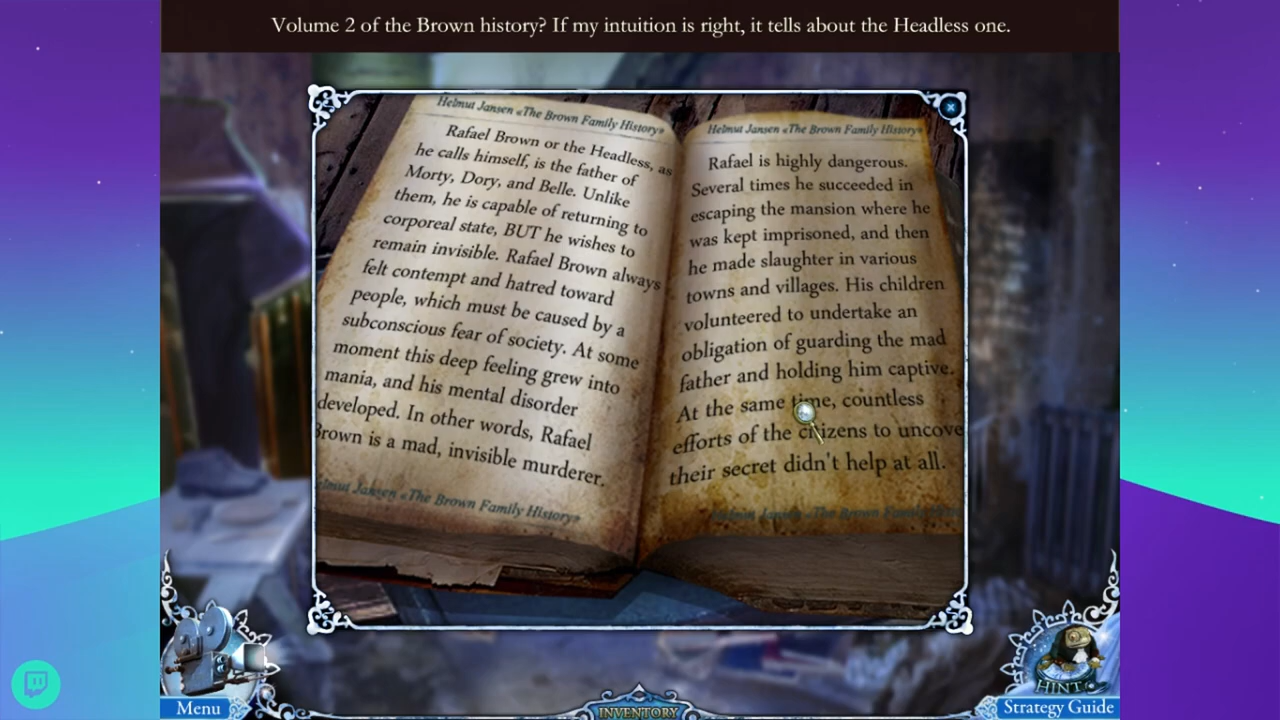 Volume 2 of the Brown history? If my intuition is right, it tells about the Headless one.
Helmut Jansen «The Brown Family History»
Rafael Brown or the Headless, as
he calls himself, is the father of
Morty, Dory, and Belle. Unlike
them, he is capable of returning to
corporeal state, BUT he wishes to
remain invisible. Rafael Brown always
felt contempt and hatred toward
people, which must be caused by a
subconscious fear of society. At some
moment this deep feeling grew into
mania, and his mental disorder
developed. In other words, Rafael
Brown is a mad, invisible murderer.
elmut Jansen «The Brown Family History»
Helmut Jansen «The Brown Family History»
Rafael is highly dangerous.
Several times he succeeded in
escaping the mansion where he
was kept imprisoned, and then
he made slaughter in various
towns and villages. His children
volunteered to undertake an
obligation of guarding the mad
father and holding him captive.
At the same time, countless
efforts of the citizens to uncove
their secret didn't help at all.
Helmut Jansen «The Brown Family
Menu
INVENTORY
HINT
Strategy Guide